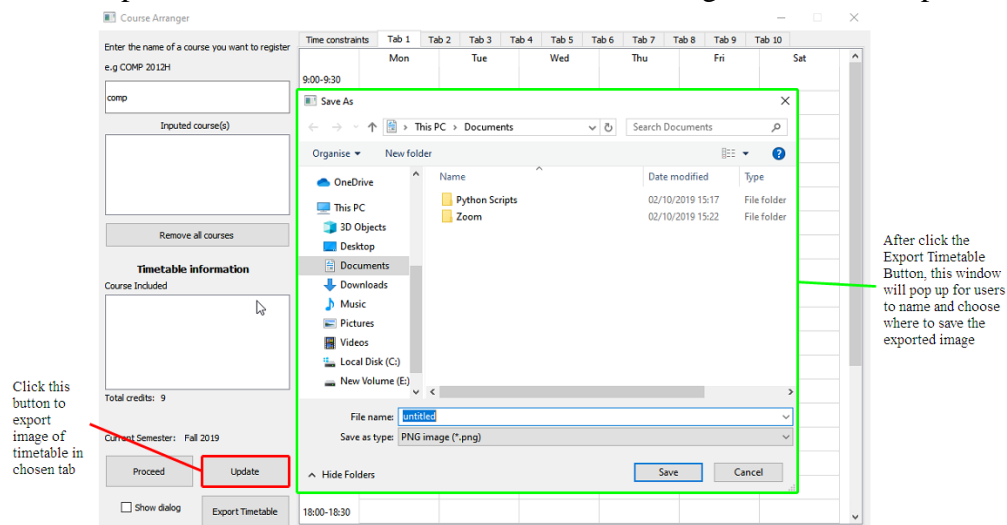 Course Arranger
Enter the name of a course you want to register
e.g COMP 2012H
comp
Inputed course(s)
Remove all courses
Timetable information
Course Included
Total credits: 9
Current Semester: Fall 2019
Proceed
Update
Show dialog
Export Timetable
Time constraints Tab 1 Tab 2 Tab 3 Tab 4 Tab 5 Tab 6 Tab 7 Tab 8 Tab 9 Tab 10
Mon Tue Wed Thu Fri Sat
9:00-9:30
Save As
This PC > Documents
Search Documents
Organise
New folder
OneDrive
This PC
3D Objects
Desktop
Documents
Downloads
Music
Pictures
Videos
Local Disk (C:)
New Volume (E:)
Name Date modified Type
Python Scripts 02/10/2019 15:17 File folder
Zoom 02/10/2019 15:22 File folder
File name: untitled
Save as type: PNG image (*.png)
Hide Folders
Save
Cancel
18:00-18:30
Click this
button to
export
image of
timetable in
chosen tab
After click the
Export Timetable
Button, this window
will pop up for users
to name and choose
where to save the
exported image